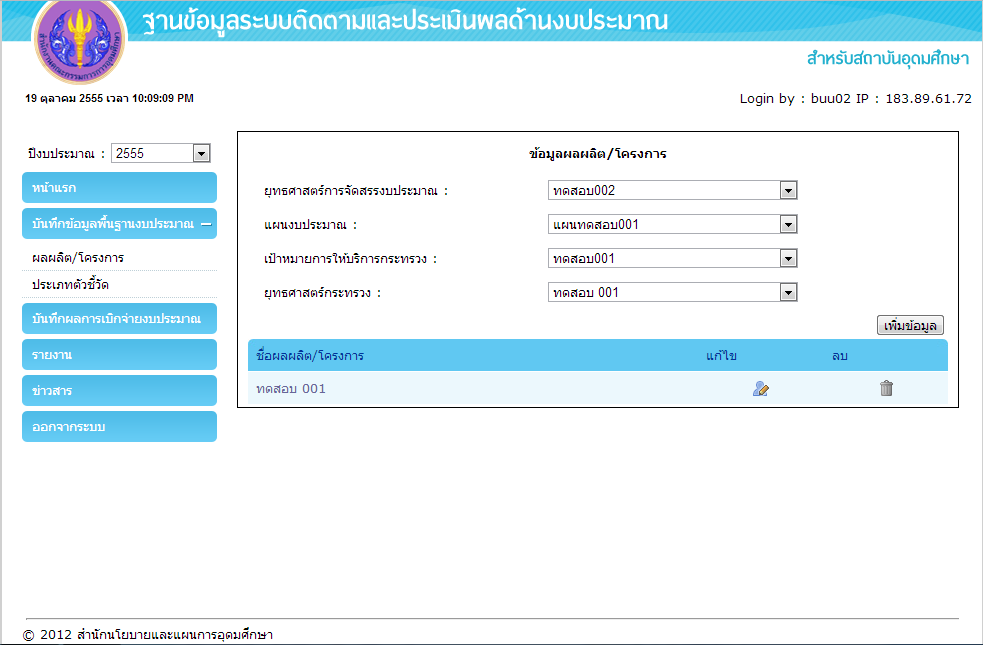 ฐานข้อมูลระบบติดตามและประเมินผลด้านงบประมาณ
สำหรับสถาบันอุดมศึกษา
19 ตุลาคม 2555 เวลา 10:09:09 PM
Login by : buu02 IP : 183.89.61.72
ปีงบประมาณ : 2555
หน้าแรก
บันทึกข้อมูลพื้นฐานงบประมาณ
ผลผลิต/โครงการ
ประเภทตัวชี้วัด
บันทึกผลการเบิกจ่ายงบประมาณ
รายงาน
ข่าวสาร
ออกจากระบบ
ข้อมูลผลผลิต/โครงการ
ยุทธศาสตร์การจัดสรรงบประมาณ : ทดสอบ002
แผนงบประมาณ : แผนทดสอบ001
เป้าหมายการให้บริการกระทรวง : ทดสอบ001
ยุทธศาสตร์กระทรวง : ทดสอบ 001
เพิ่มข้อมูล
ชื่อผลผลิต/โครงการ แก้ไข ลบ
ทดสอบ 001
© 2012 สำนักนโยบายและแผนการอุดมศึกษา